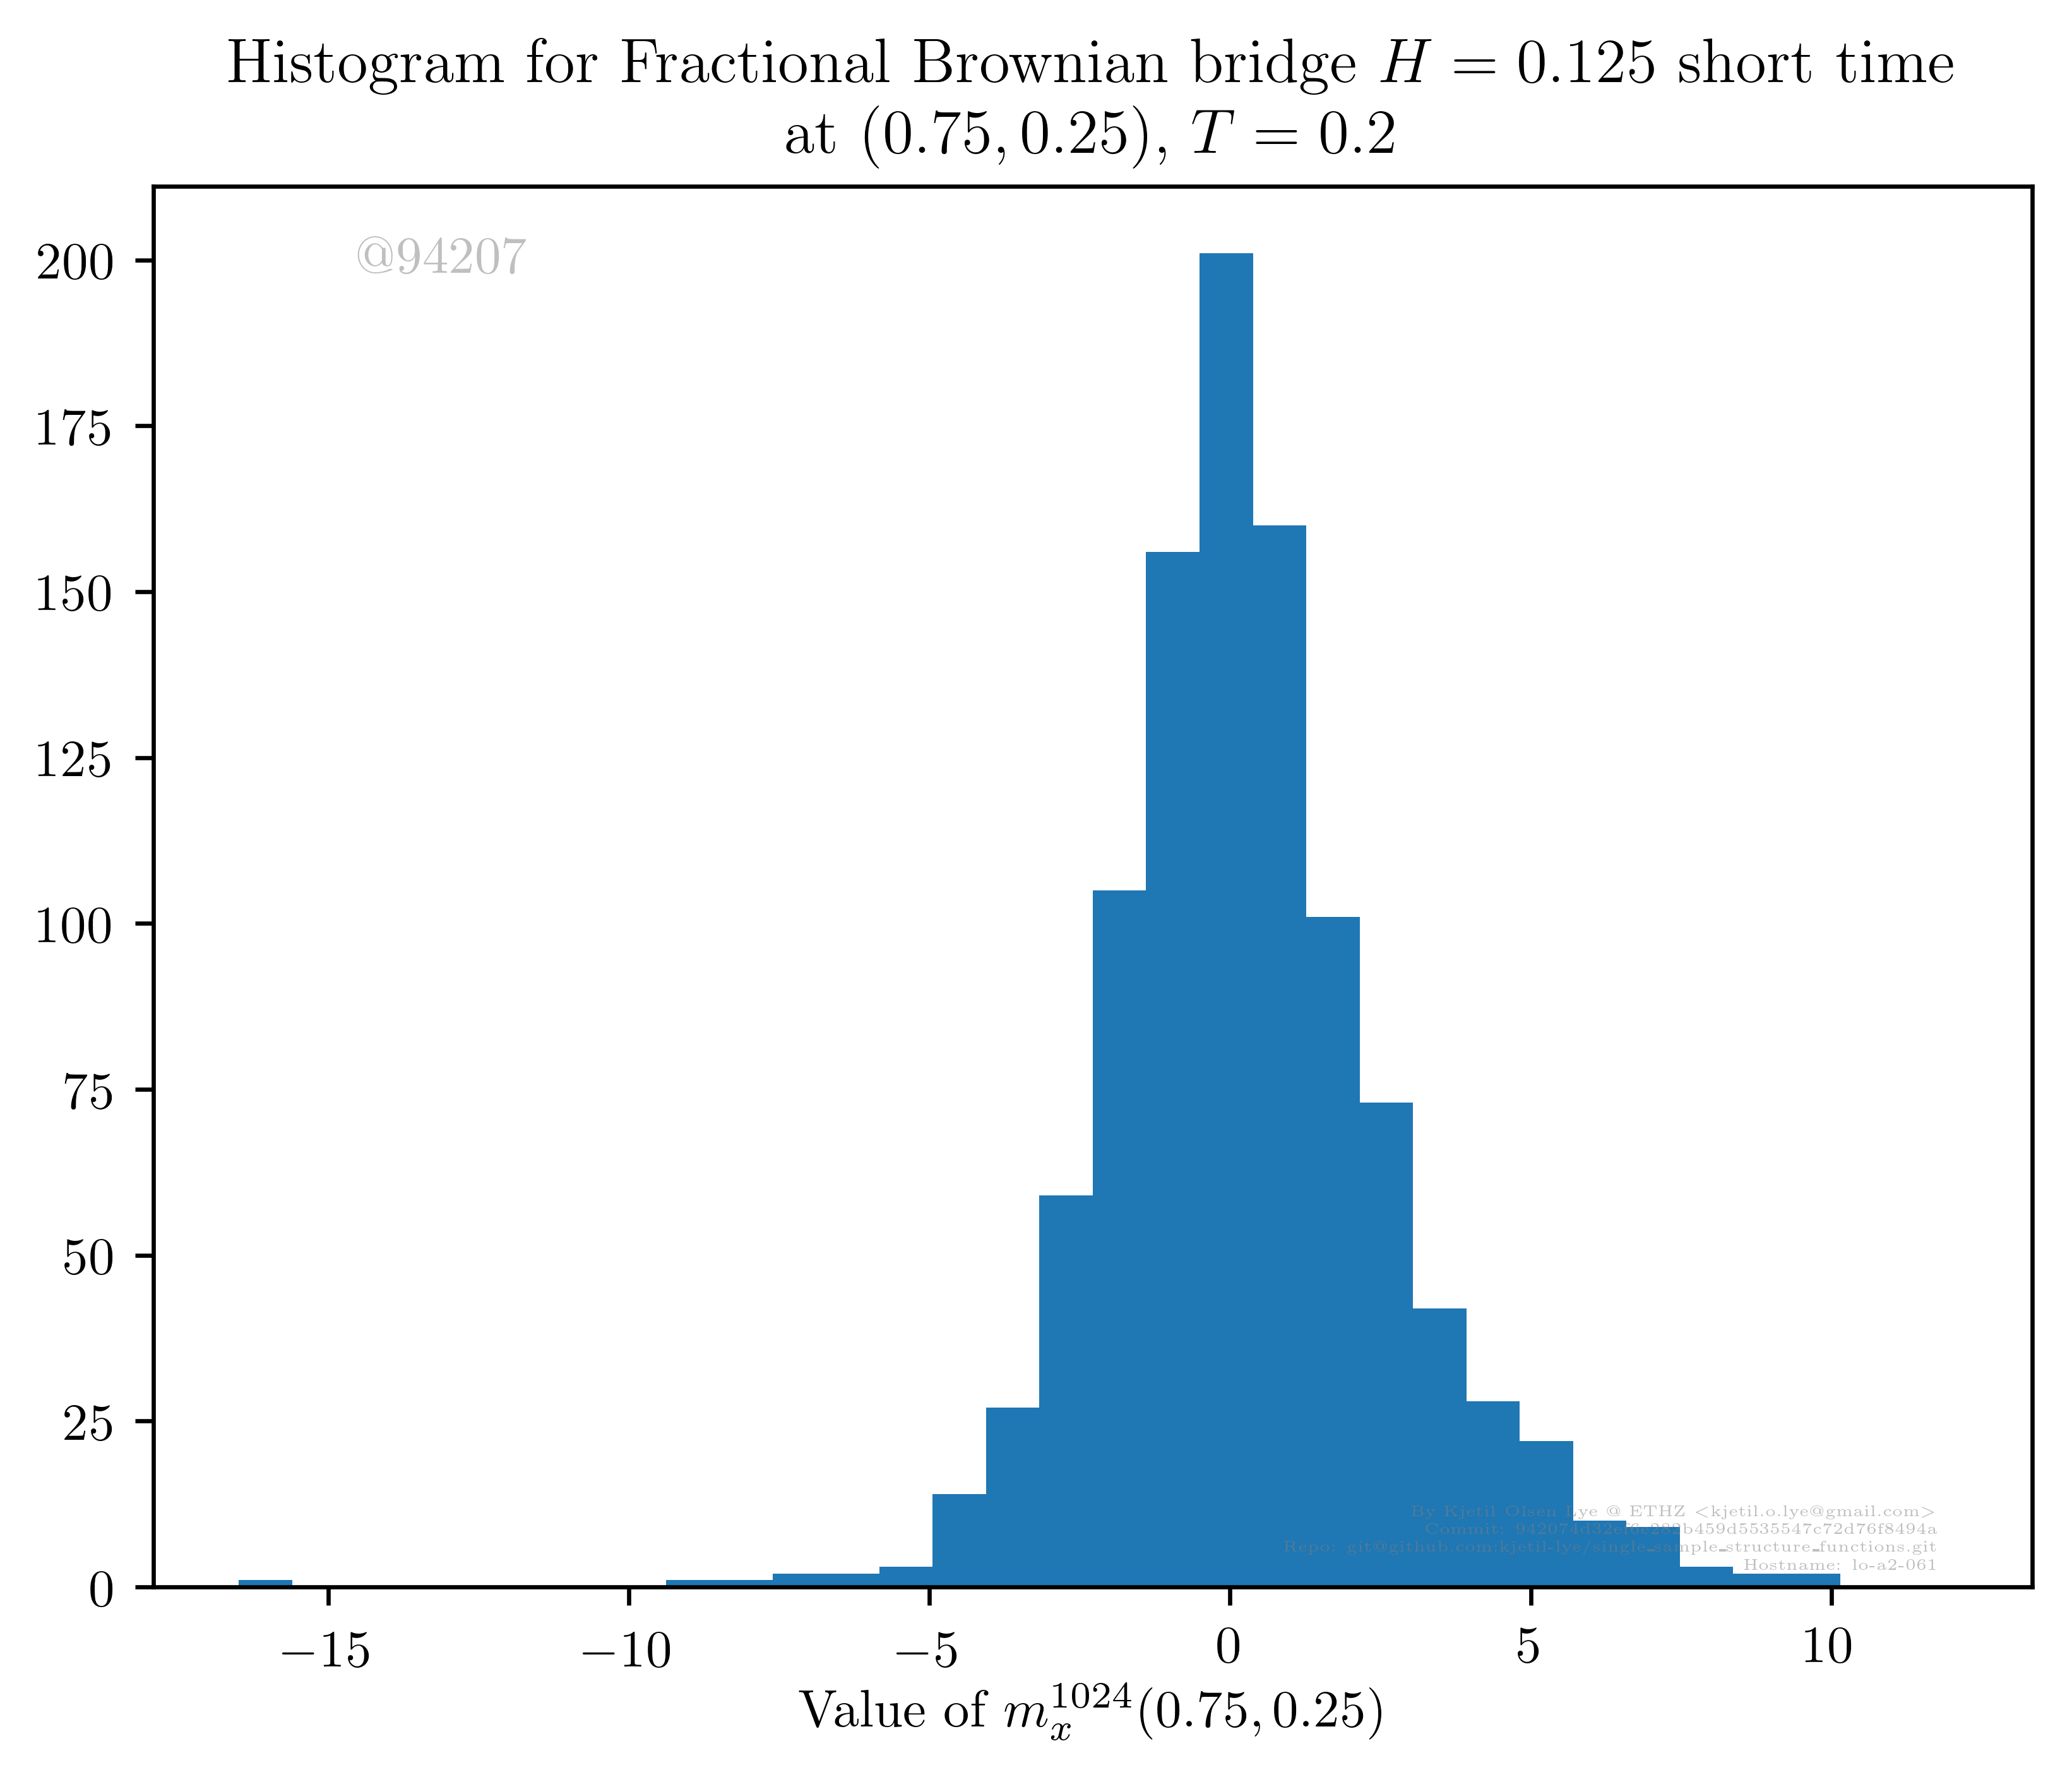 Histogram for Fractional Brownian bridge H = 0.125 short time
at (0.75, 0.25), T = 0.2
@94207
200
175
150
125
100
75
50
25
0
By Kjetil Olsen Lye @ ETHZ <kjetil.o.lye@gmail.com>
Commit:
Repo: git@github.com:kjetil-lye/single_sample_structure_functions.git
Hostname: lo-a2-061
−15 −10 −5 0 5 10
Value of m_x^1024(0.75, 0.25)